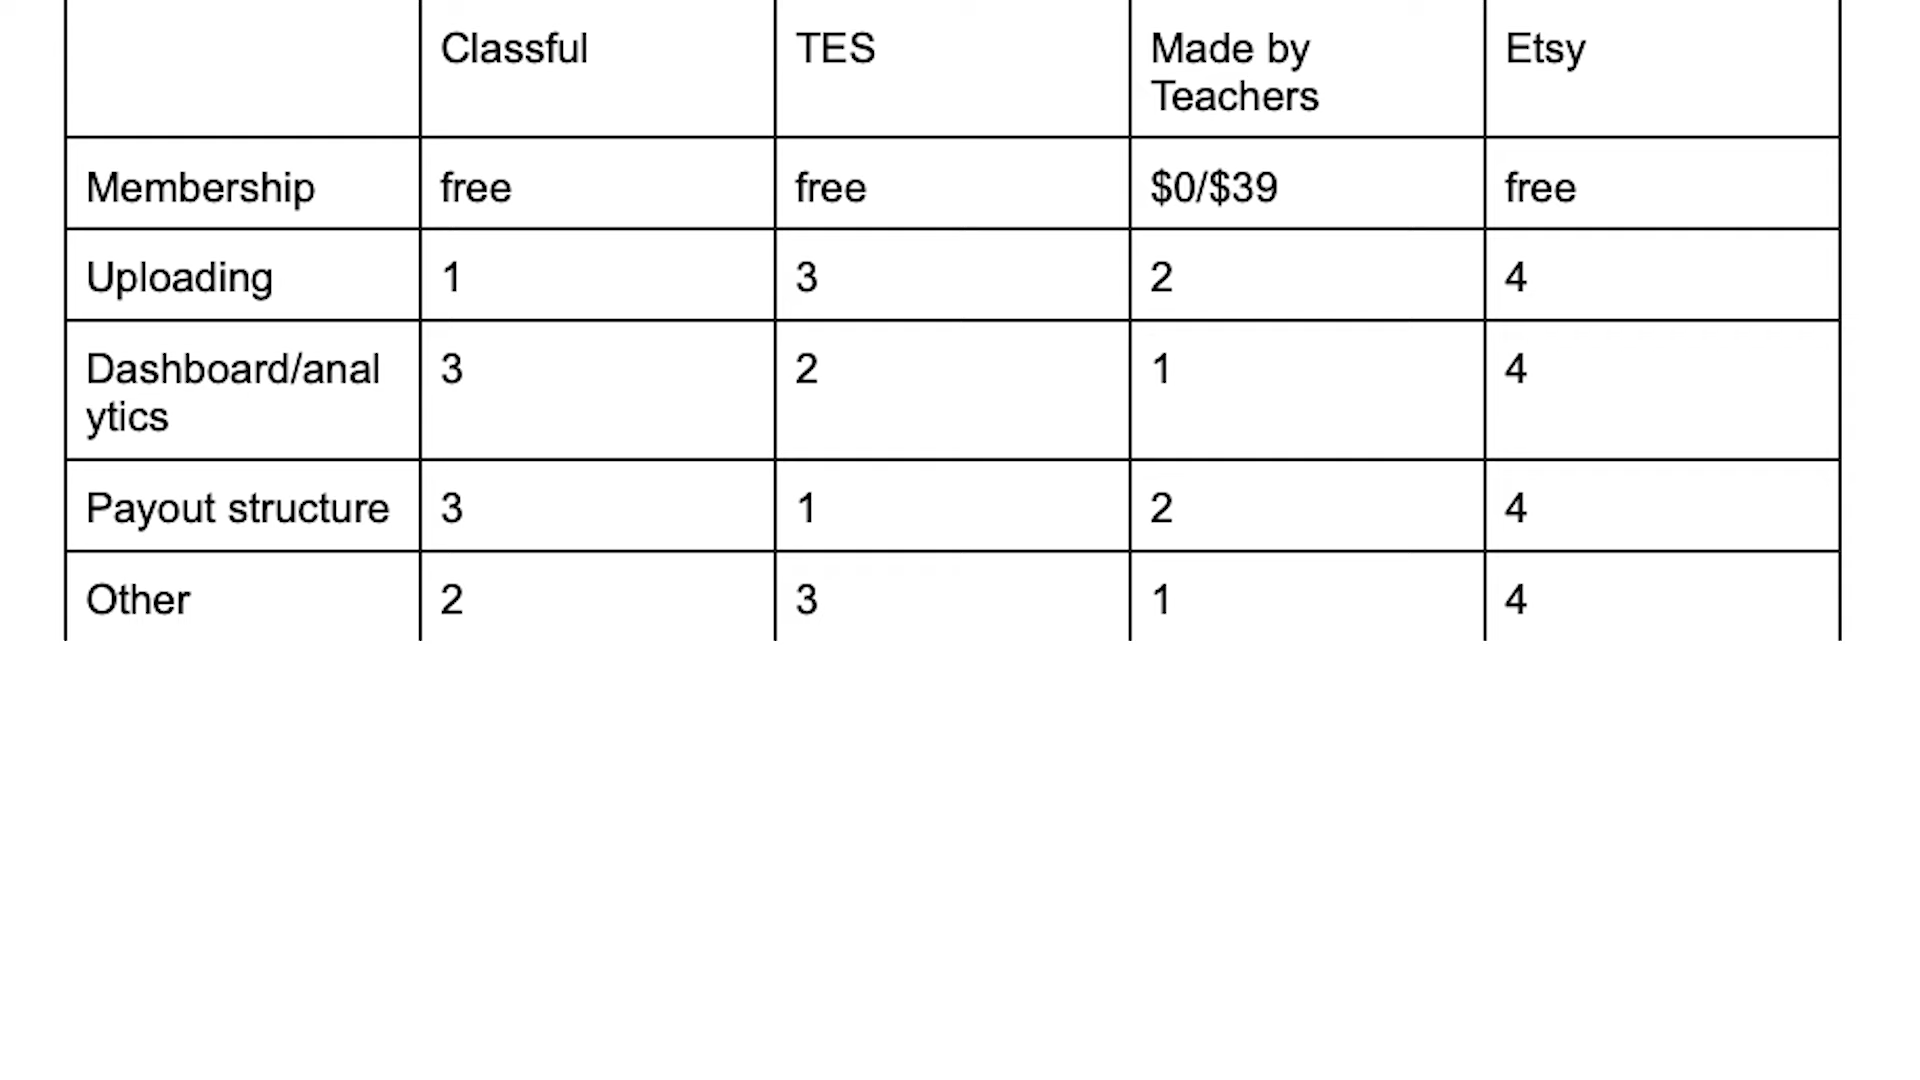 Classful TES Made by Etsy
Teachers
Membership free free $0/$39 free
Uploading 1 3 2 4
Dashboard/anal 3 2 1 4
ytics
Payout structure 3 1 2 4
Other 2 3 1 4